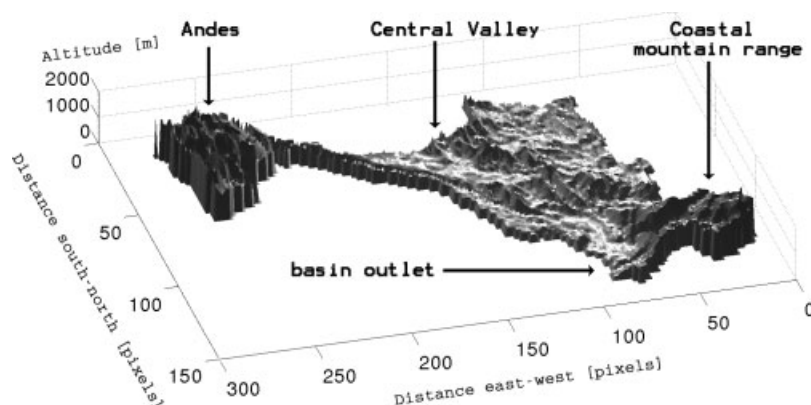 Andes
Central Valley
Coastal
mountain range
Altitude [m]
2000
1000
0
0
50
100
150
Distance south-north [pixels]
basin outlet
300
250
200
150
100
50
0
Distance east-west [pixels]